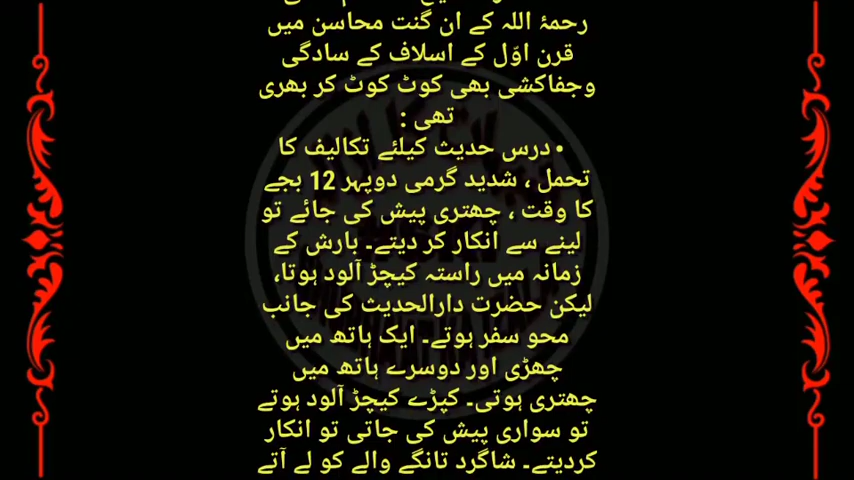 رحمۂ اللہ کے ان گنت محاسن میں
قرن اوّل کے اسلاف کے سادگی
وجفاکشی بھی کوٹ کوٹ کر بھری
تھی :
•درس حدیث کیلئے تکالیف کا
تحمل ، شدید گرمی دوپہر 12 بجے
کا وقت ، چھتری پیش کی جائے تو
لینے سے انکار کر دیتے۔ بارش کے
زمانہ میں راستہ کیچڑ آلود ہوتا،
لیکن حضرت دارالحدیث کی جانب
محو سفر ہوتے۔ ایک ہاتھ میں
چھڑی اور دوسرے ہاتھ میں
چھتری ہوتی۔ کپڑے کیچڑ آلود ہوتے
تو سواری پیش کی جاتی تو انکار
کردیتے۔ شاگرد تانگے والے کو لے آتے